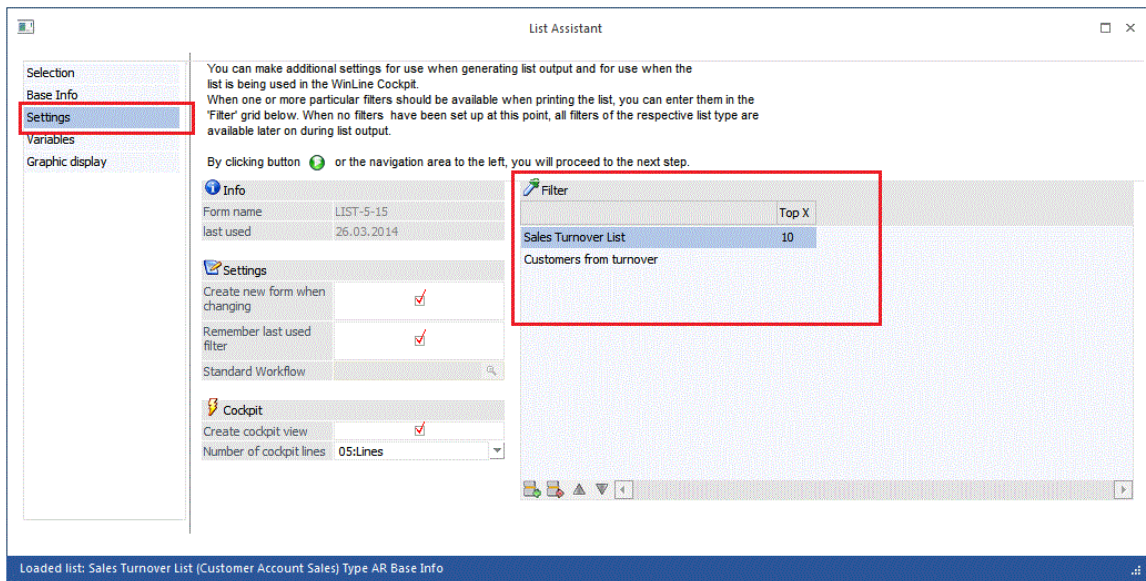 List Assistant
Selection
Base Info
Settings
Variables
Graphic display
You can make additional settings for use when generating list output and for use when the
list is being used in the WinLine Cockpit.
When one or more particular filters should be available when printing the list, you can enter them in the
'Filter' grid below. When no filters have been set up at this point, all filters of the respective list type are
available later on during list output.
By clicking button or the navigation area to the left, you will proceed to the next step.
Info
Form name LIST-5-15
last used 26.03.2014
Settings
Create new form when
changing
Remember last used
filter
Standard Workflow
Cockpit
Create cockpit view
Number of cockpit lines 05:Lines
Filter
Top X
Sales Turnover List 10
Customers from turnover
Loaded list: Sales Turnover List (Customer Account Sales) Type AR Base Info